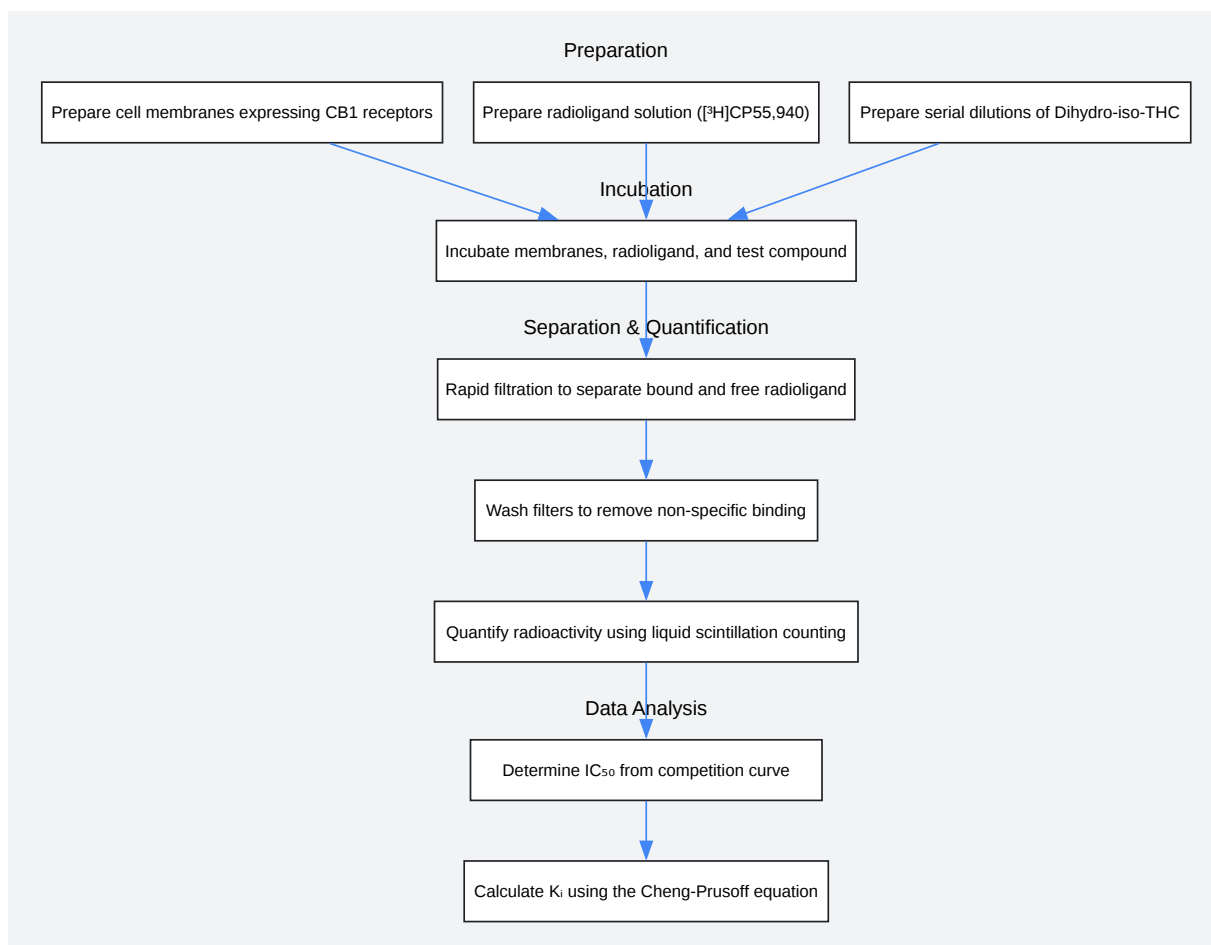 Preparation
Prepare cell membranes expressing CB1 receptors
Prepare radioligand solution ([³H]CP55,940)
Prepare serial dilutions of Dihydro-iso-THC
Incubation
Incubate membranes, radioligand, and test compound
Separation & Quantification
Rapid filtration to separate bound and free radioligand
Wash filters to remove non-specific binding
Quantify radioactivity using liquid scintillation counting
Data Analysis
Determine IC₅₀ from competition curve
Calculate Kᵢ using the Cheng-Prusoff equation